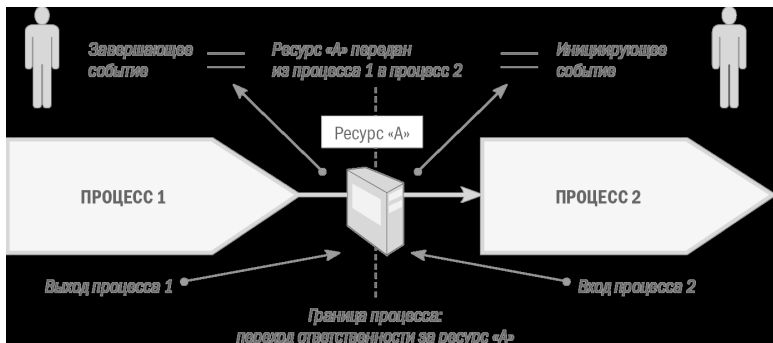 Завершающее
событие
Ресурс «А» передан
из процесса 1 в процесс 2
Инициирующее
событие
Ресурс «А»
ПРОЦЕСС 1
ПРОЦЕСС 2
Выход процесса 1
Вход процесса 2
Граница процесса:
переход ответственности за ресурс «А»